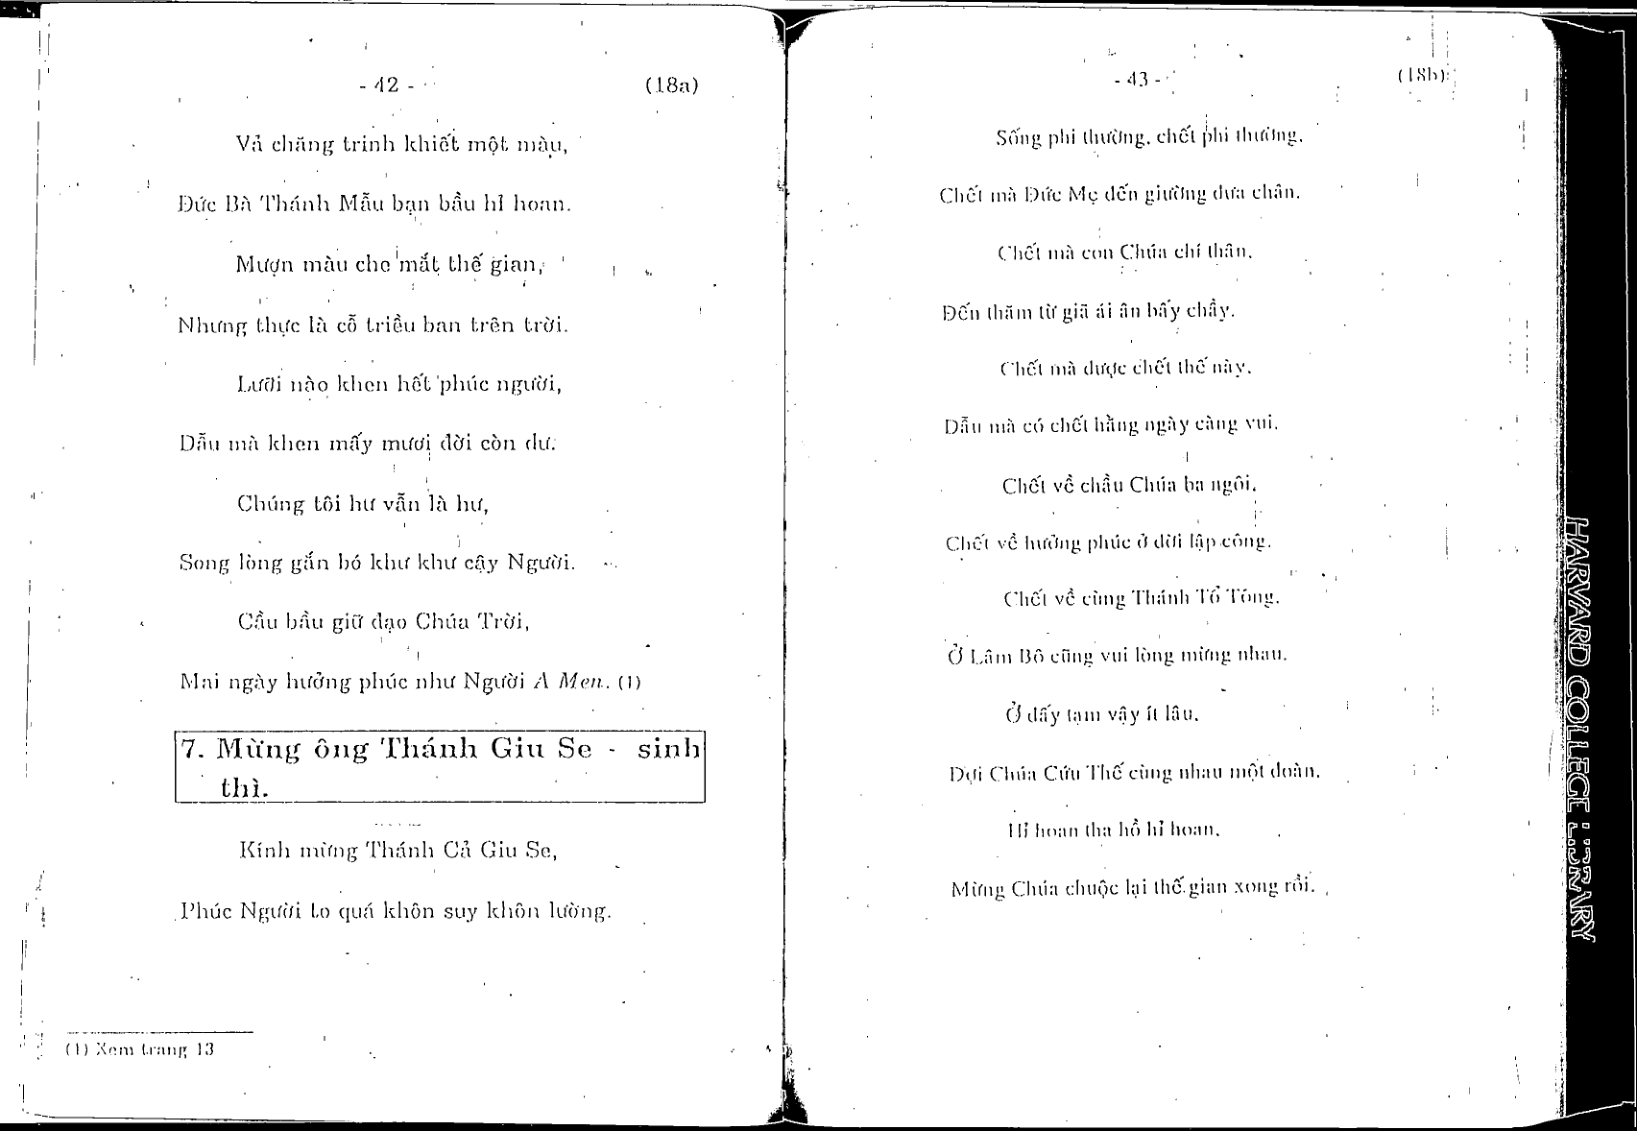 - 42 -
(18a)
Vả chăng trinh khiết một màu,
Đức Bà Thánh Mẫu bạn bầu hỉ hoan.
Mượn màu che mắt thế gian,
Nhưng thực là cỗ triều ban trên trời.
Lưỡi nào khen hết phúc người,
Dẫu mà khen mấy mươi đời còn dư.
Chúng tôi hư vẫn là hư,
Song lòng gắn bó khư khư cậy Người.
Cầu bầu giữ đạo Chúa Trời,
Mai ngày hưởng phúc như Người A Men. (1)
7. Mừng ông Thánh Giu Se - sinh
thì.
Kính mừng Thánh Cả Giu Se,
Phúc Người to quá khôn suy khôn lường.
(1) Xem trang 13
- 43 -
(18b)
Sống phi thường, chết phi thường.
Chết mà Đức Mẹ đến giường đưa chân.
Chết mà con Chúa chí thân.
Đến thăm từ giã ái ân bấy chầy.
Chết mà được chết thế này.
Dẫu mà có chết hằng ngày càng vui.
Chết về chầu Chúa ba ngôi.
Chết về hưởng phúc ở đời lập công.
Chết về cùng Thánh Tổ Tông.
Ở Lâm Bô cũng vui lòng mừng nhau.
Ở đấy tạm vậy ít lâu.
Đợi Chúa Cứu Thế cùng nhau một đoàn.
Hỉ hoan tha hồ hỉ hoan.
Mừng Chúa chuộc lại thế gian xong rồi.
HARVARD COLLEGE LIBRARY